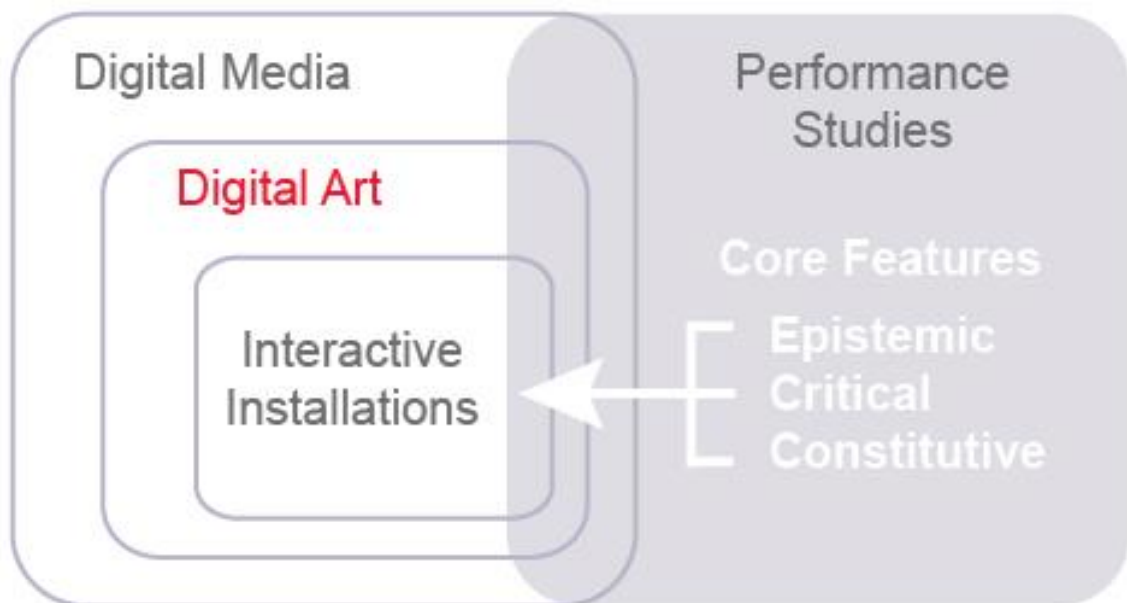 Digital Media
Digital Art
Interactive
Installations
Performance
Studies
Core Features
Epistemic
Critical
Constitutive